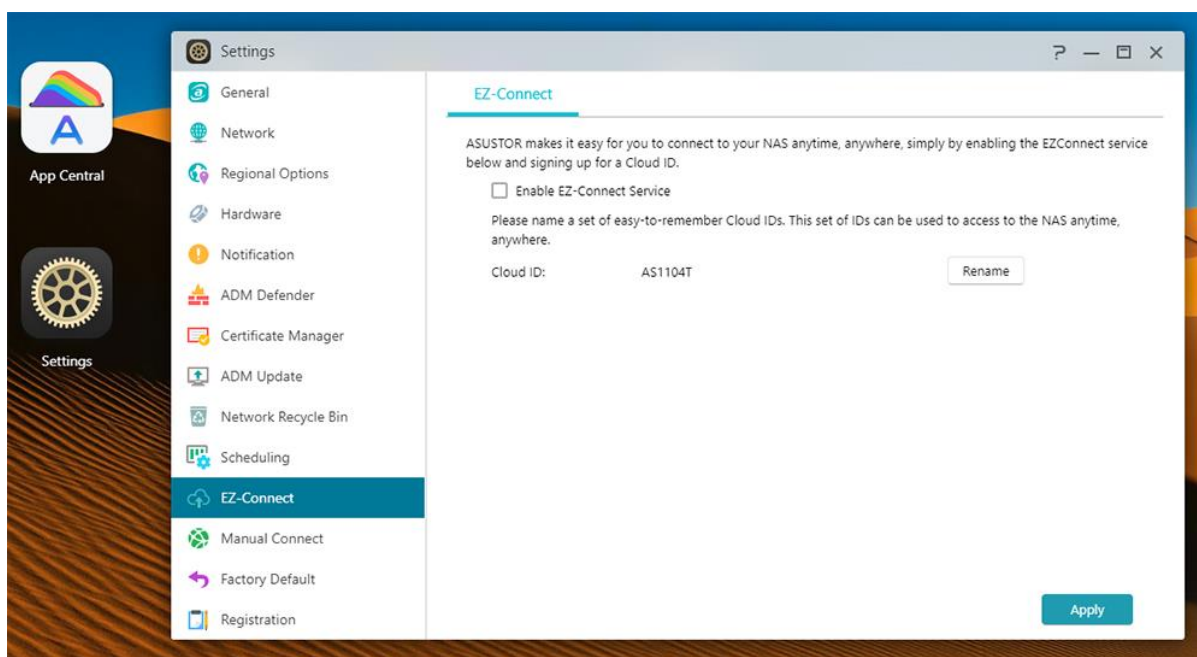 Settings
General
Network
Regional Options
Hardware
Notification
ADM Defender
Certificate Manager
ADM Update
Network Recycle Bin
Scheduling
EZ-Connect
Manual Connect
Factory Default
Registration
EZ-Connect
ASUSTOR makes it easy for you to connect to your NAS anytime, anywhere, simply by enabling the EZConnect service
below and signing up for a Cloud ID.
Enable EZ-Connect Service
Please name a set of easy-to-remember Cloud IDs. This set of IDs can be used to access to the NAS anytime,
anywhere.
Cloud ID: AS1104T Rename
Apply
App Central
Settings